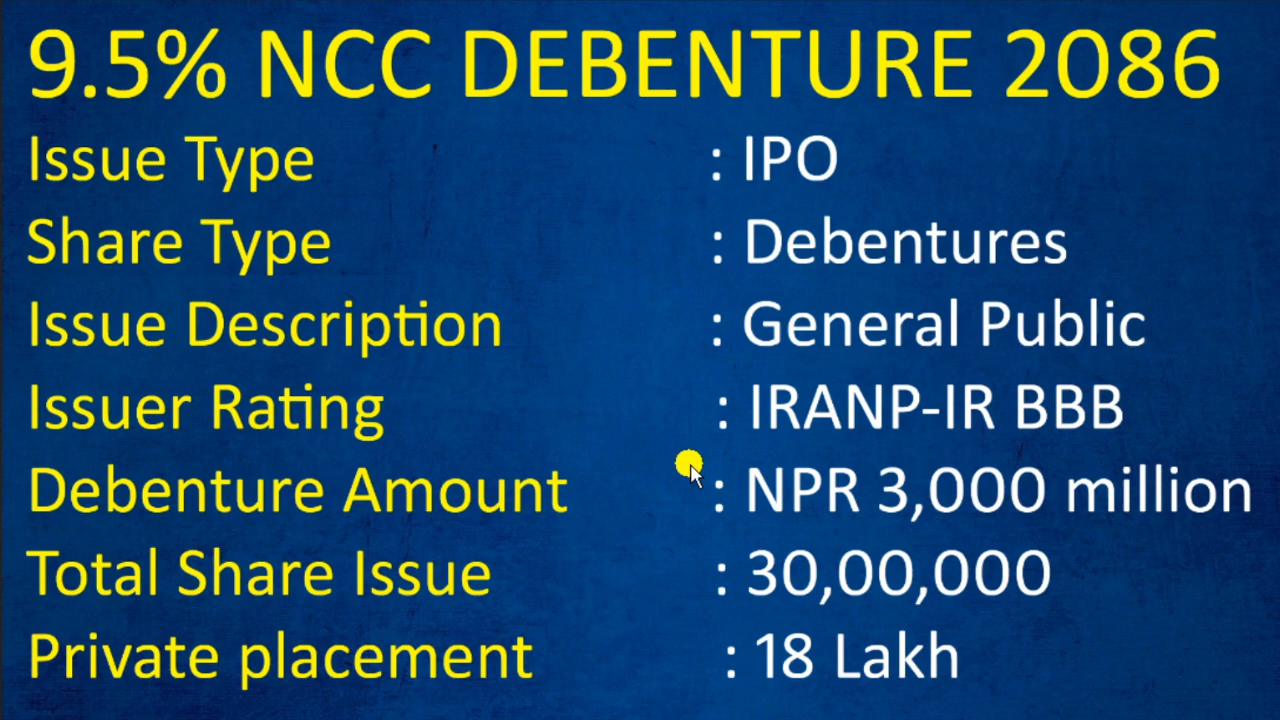 9.5% NCC DEBENTURE 2086
Issue Type : IPO
Share Type : Debentures
Issue Description : General Public
Issuer Rating : IRANP-IR BBB
Debenture Amount : NPR 3,000 million
Total Share Issue : 30,00,000
Private placement : 18 Lakh